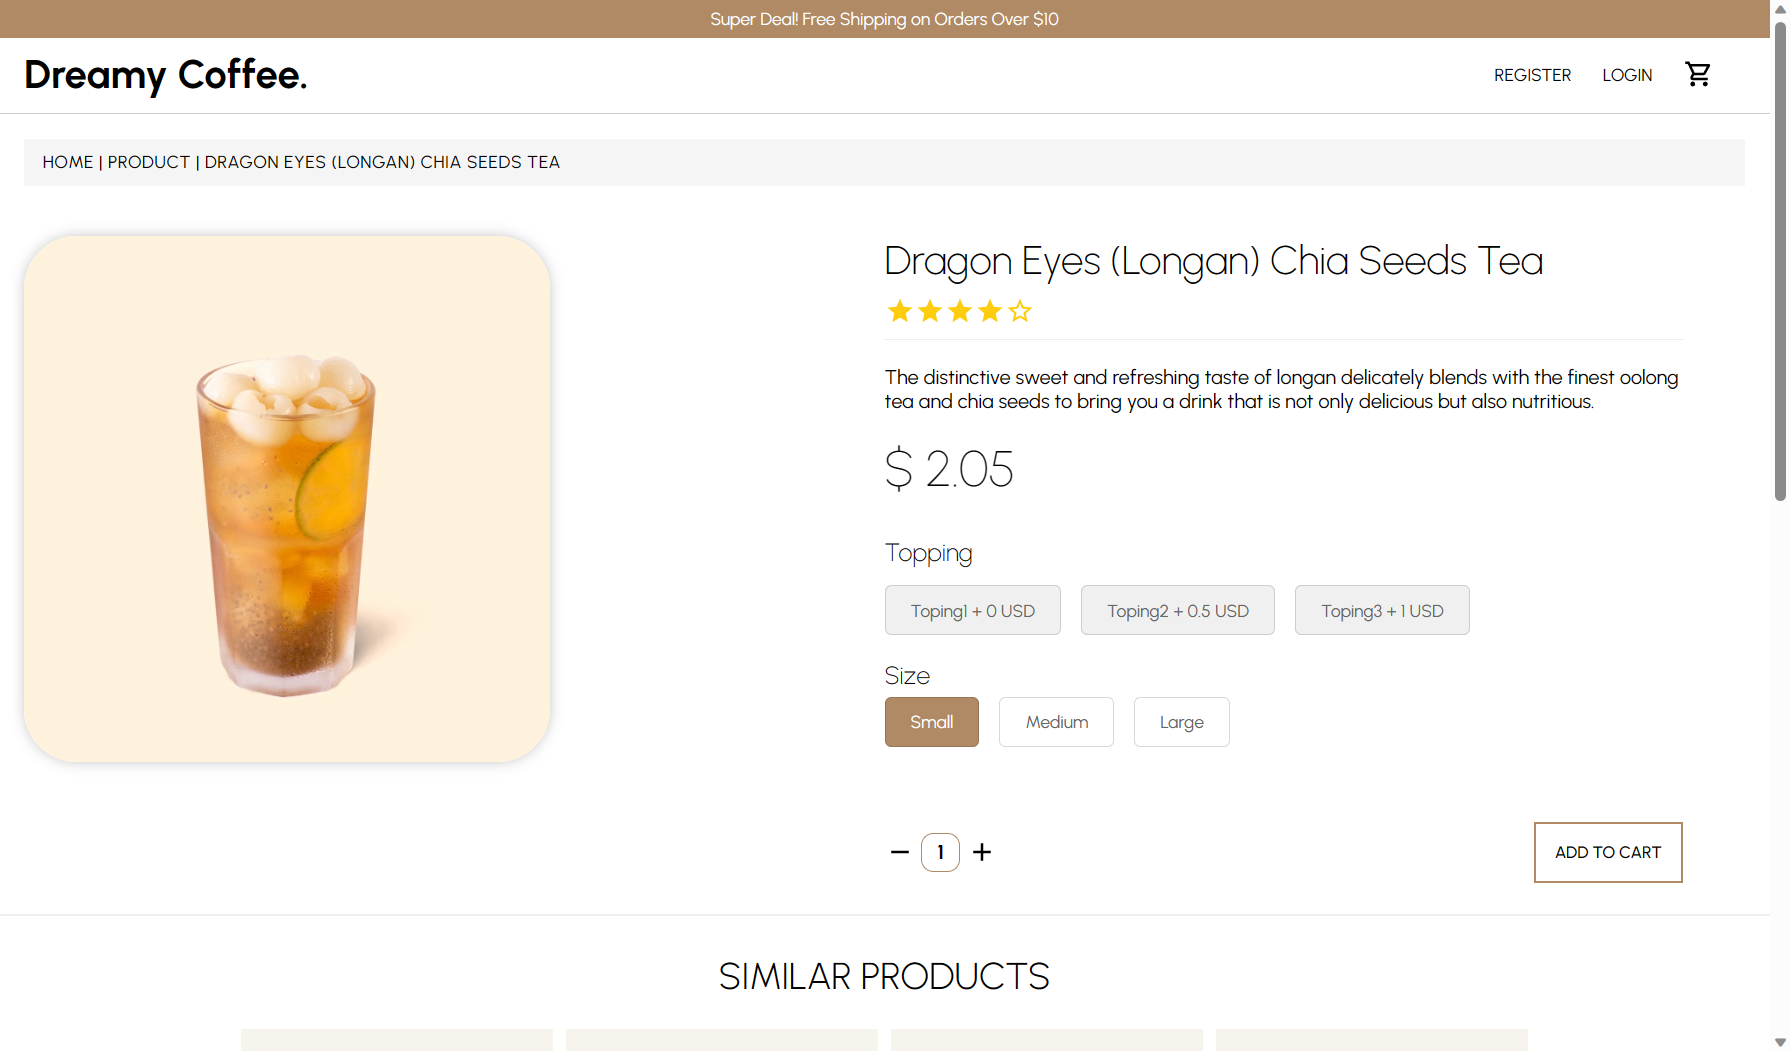 Super Deal! Free Shipping on Orders Over $10
Dreamy Coffee.
REGISTER
LOGIN
HOME | PRODUCT | DRAGON EYES (LONGAN) CHIA SEEDS TEA
Dragon Eyes (Longan) Chia Seeds Tea
The distinctive sweet and refreshing taste of longan delicately blends with the finest oolong
tea and chia seeds to bring you a drink that is not only delicious but also nutritious.
$ 2.05
Topping
Toping1 + 0 USD
Toping2 + 0.5 USD
Toping3 + 1 USD
Size
Small
Medium
Large
1
ADD TO CART
SIMILAR PRODUCTS